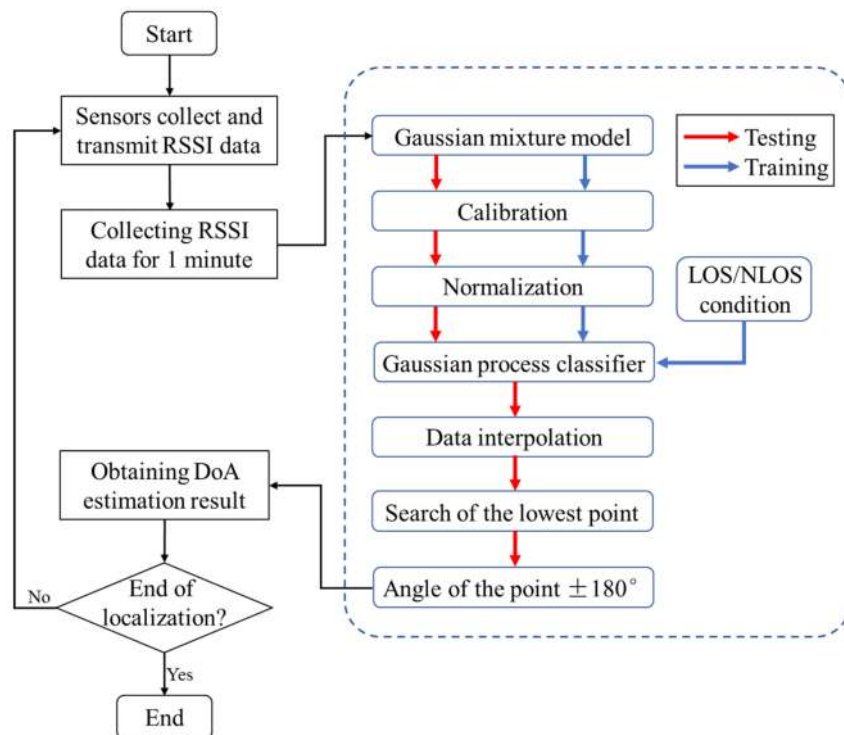 Start
Sensors collect and
transmit RSSI data
Collecting RSSI
data for 1 minute
Gaussian mixture model
Calibration
Normalization
Gaussian process classifier
Data interpolation
Search of the lowest point
Angle of the point ±180°
Testing
Training
LOS/NLOS
condition
Obtaining DoA
estimation result
End of
localization?
No
Yes
End